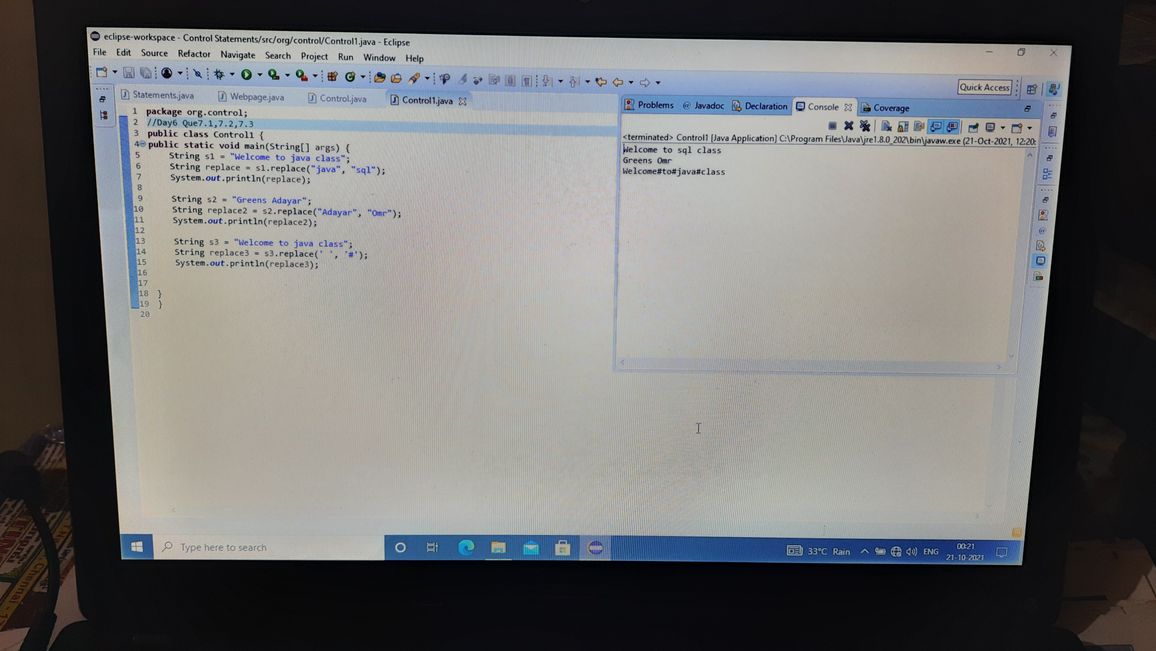 eclipse-workspace - Control Statements/src/org/control/Control1.java - Eclipse
File Edit Source Refactor Navigate Search Project Run Window Help
Quick Access
Statements.java Webpage.java Control.java Control1.java
1 package org.control;
2 //Day6 Que7.1,7.2,7.3
3 public class Control1 {
4 public static void main(String[] args) {
5 String s1 = "Welcome to java class";
6 String replace = s1.replace("java", "sql");
7 System.out.println(replace);
8
9 String s2 = "Greens Adayar";
10 String replace2 = s2.replace("Adayar", "Omr");
11 System.out.println(replace2);
12
13 String s3 = "Welcome to java class";
14 String replace3 = s3.replace(' ', '#');
15 System.out.println(replace3);
16
17
18 }
19 }
20
Problems Javadoc Declaration Console Coverage
<terminated> Control1 [Java Application] C:\Program Files\Java\jre1.8.0_202\bin\javaw.exe (21-Oct-2021, 12:20:
Welcome to sql class
Greens Omr
Welcome#to#java#class
Type here to search
33°C Rain
ENG
00:21
21-10-2021